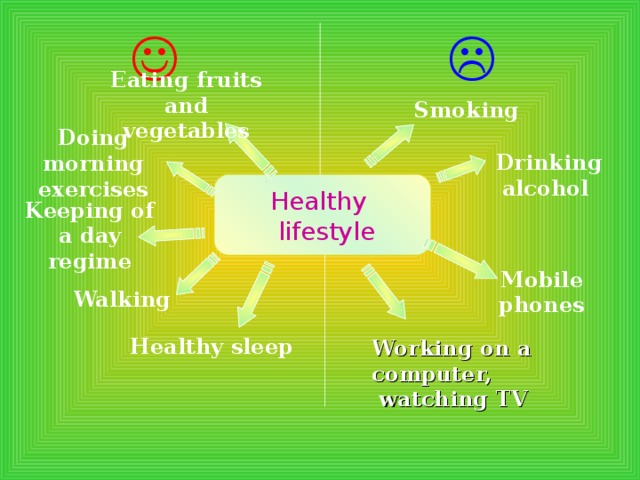 Eating fruits
and
vegetables
Doing
morning
exercises
Keeping of
a day
regime
Walking
Healthy sleep
Healthy
lifestyle
Smoking
Drinking
alcohol
Mobile
phones
Working on a
computer,
watching TV